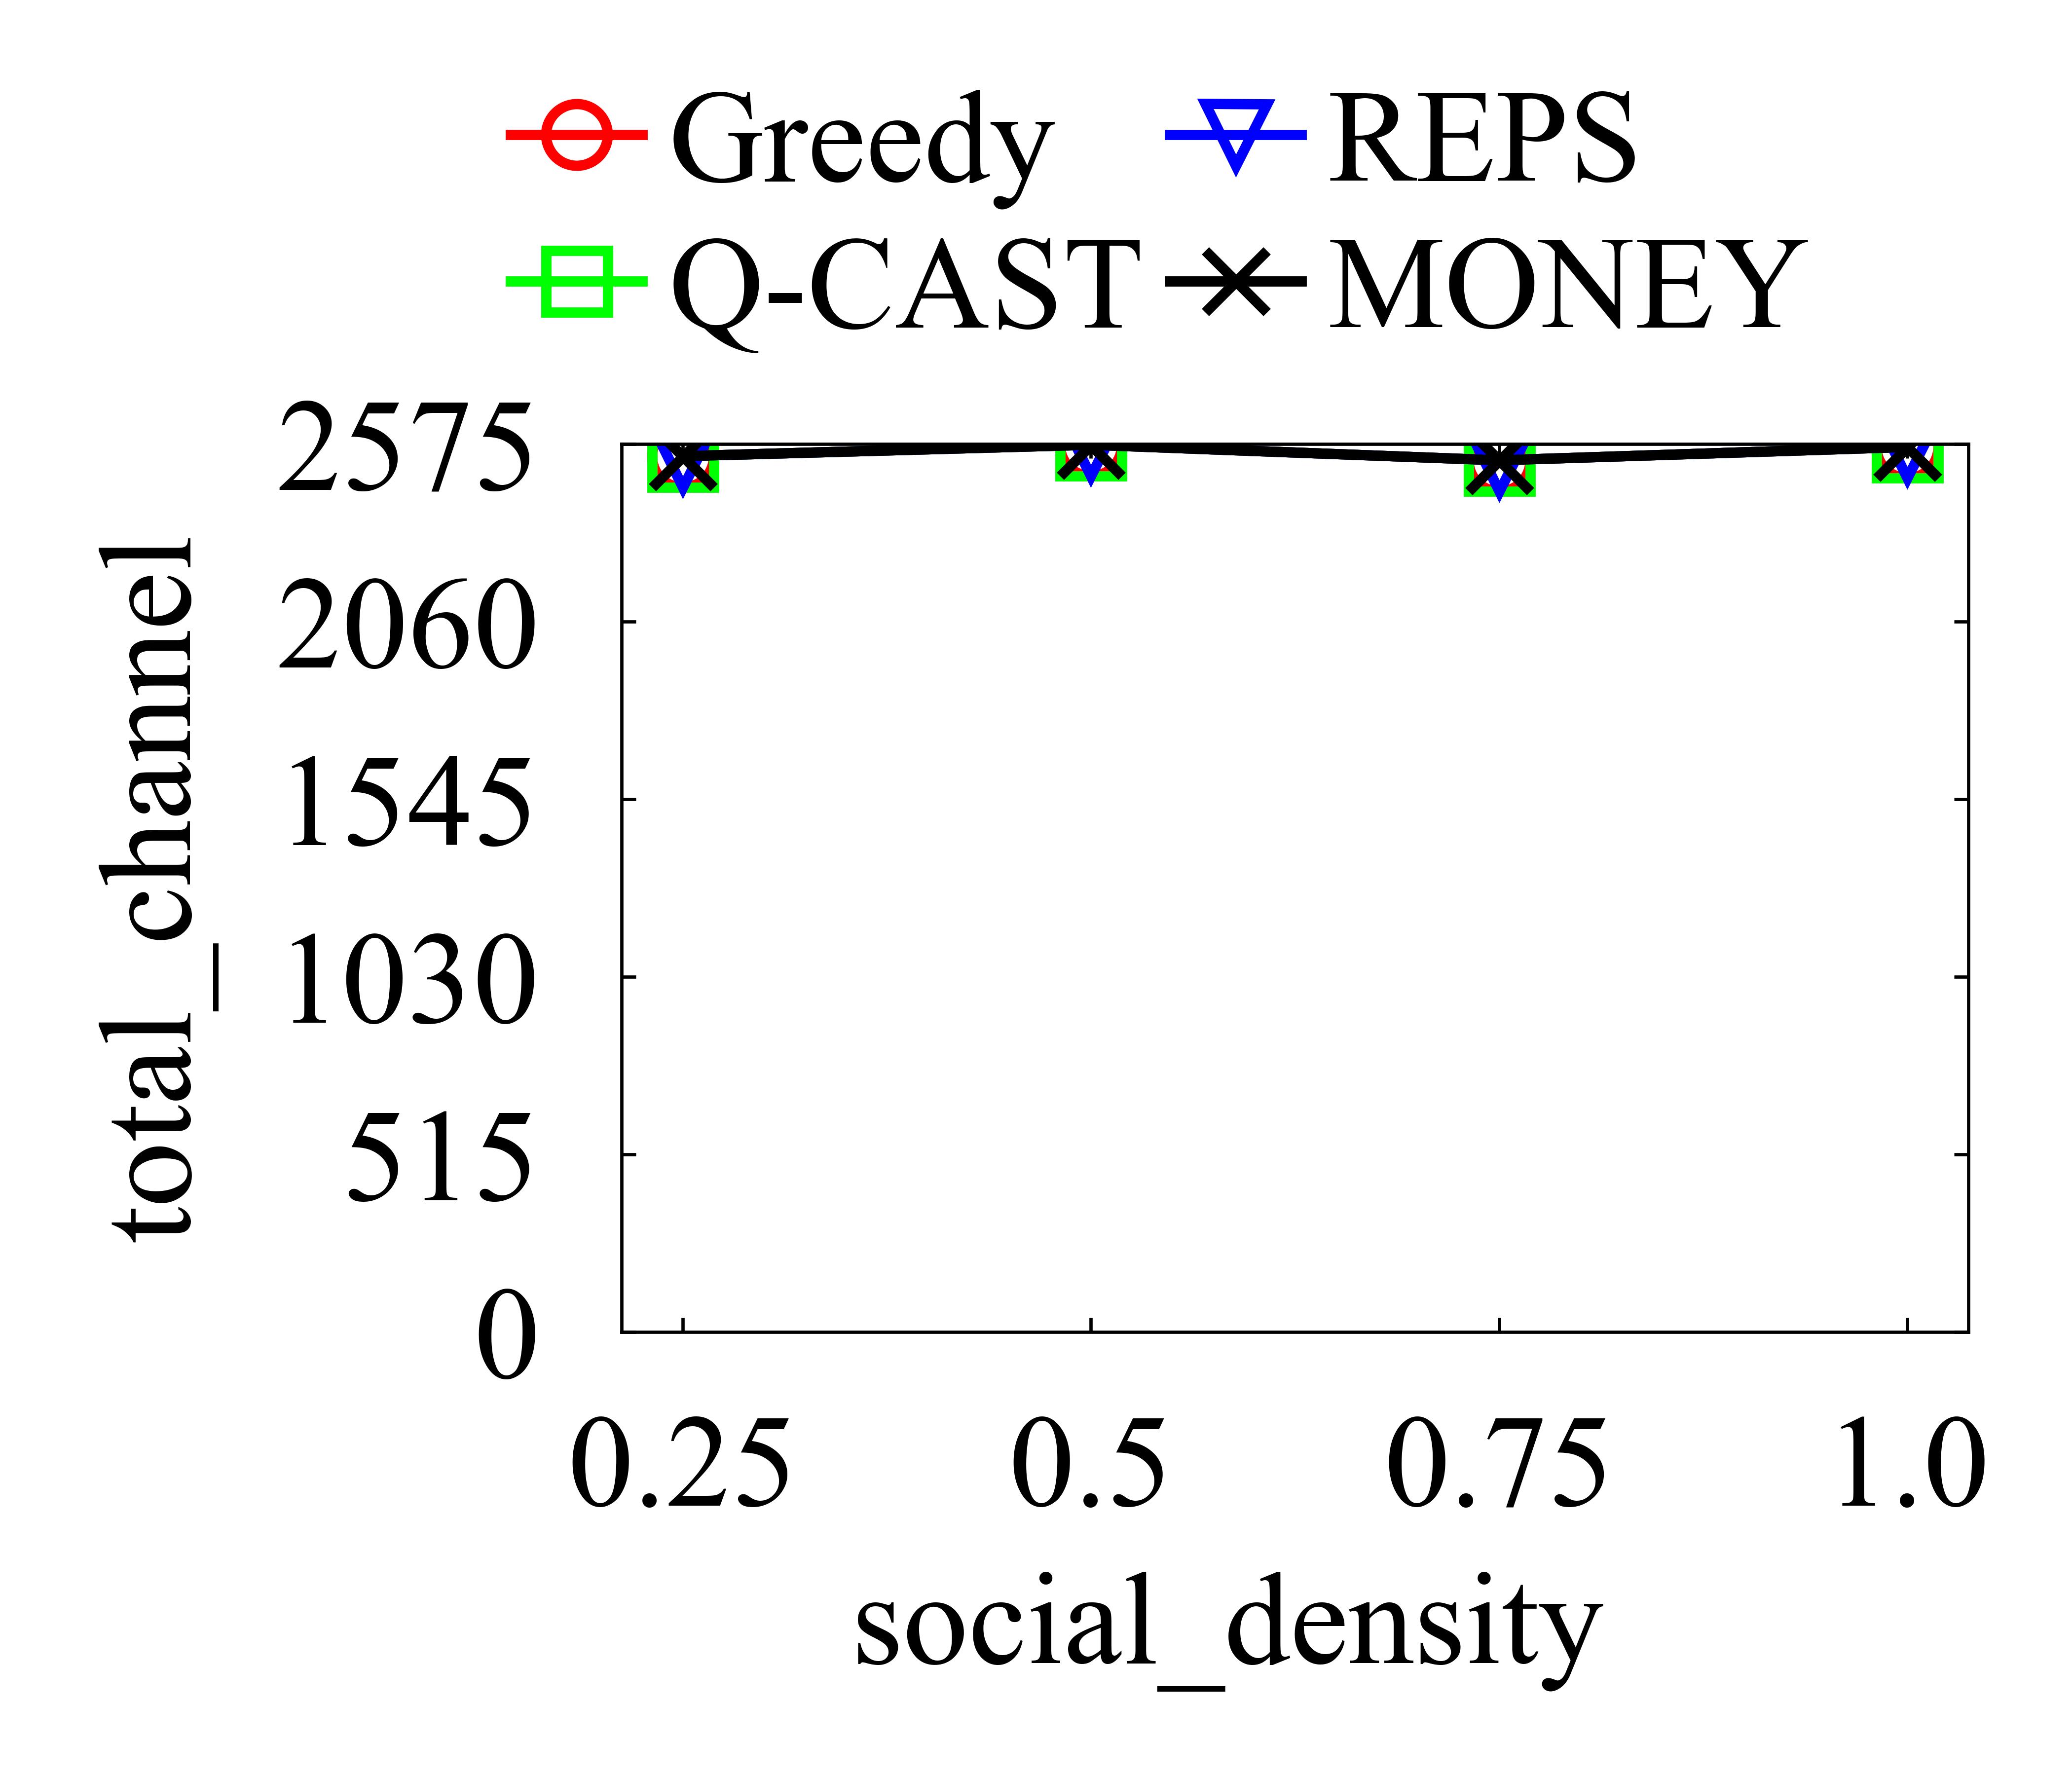 Greedy REPS
Q-CAST MONEY
2575
2060
1545
1030
515
0
total_channel
0.25 0.5 0.75 1.0
social_density